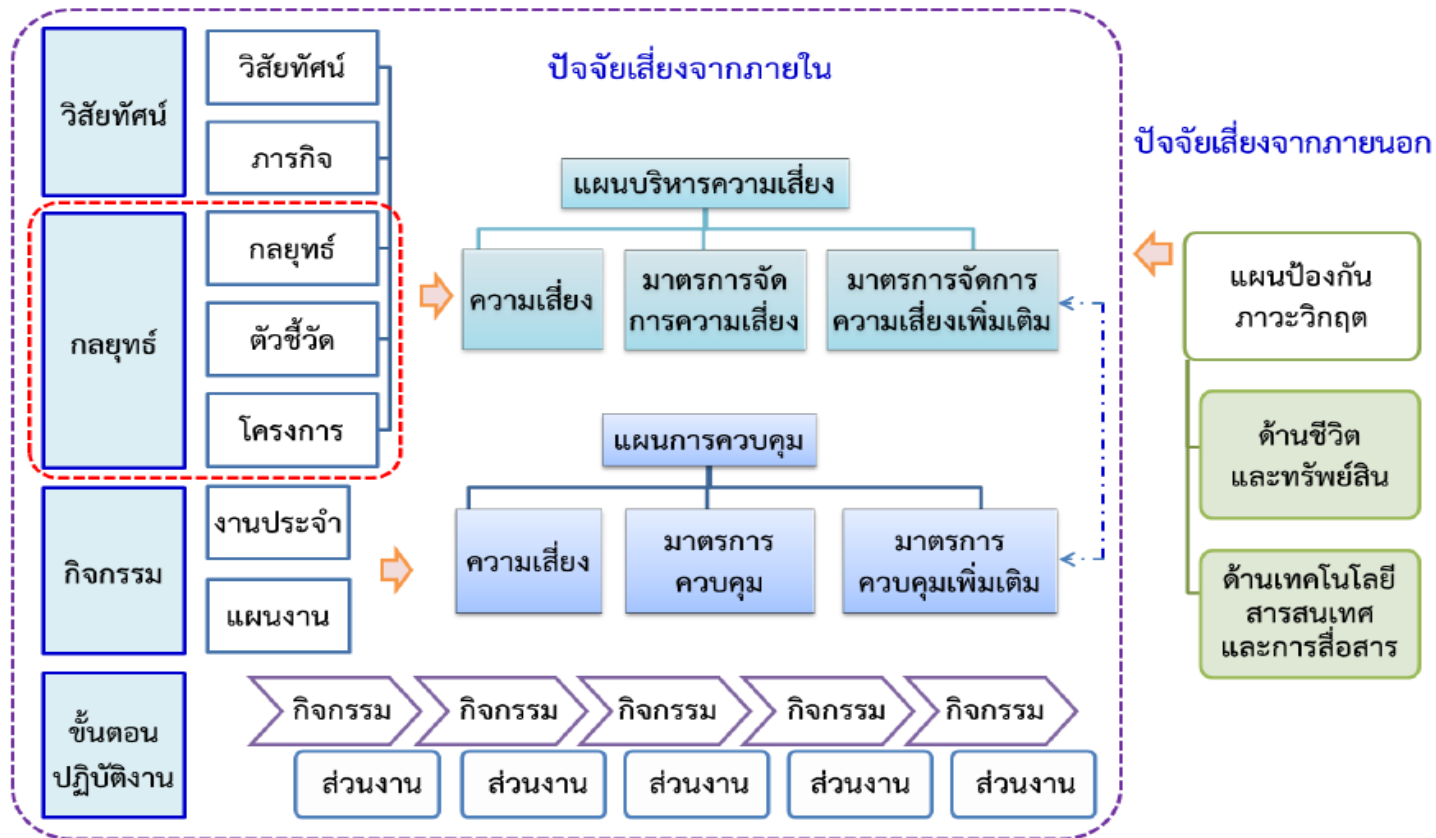 ปัจจัยเสี่ยงจากภายใน
ปัจจัยเสี่ยงจากภายนอก
วิสัยทัศน์
วิสัยทัศน์
ภารกิจ
กลยุทธ์
กลยุทธ์
ตัวชี้วัด
โครงการ
แผนบริหารความเสี่ยง
ความเสี่ยง
มาตรการจัด
การความเสี่ยง
มาตรการจัดการ
ความเสี่ยงเพิ่มเติม
กิจกรรม
งานประจำ
แผนงาน
แผนการควบคุม
ความเสี่ยง
มาตรการ
ควบคุม
มาตรการ
ควบคุมเพิ่มเติม
ขั้นตอน
ปฏิบัติงาน
กิจกรรม
กิจกรรม
กิจกรรม
กิจกรรม
กิจกรรม
ส่วนงาน
ส่วนงาน
ส่วนงาน
ส่วนงาน
ส่วนงาน
แผนป้องกัน
ภาวะวิกฤต
ด้านชีวิต
และทรัพย์สิน
ด้านเทคโนโลยี
สารสนเทศ
และการสื่อสาร